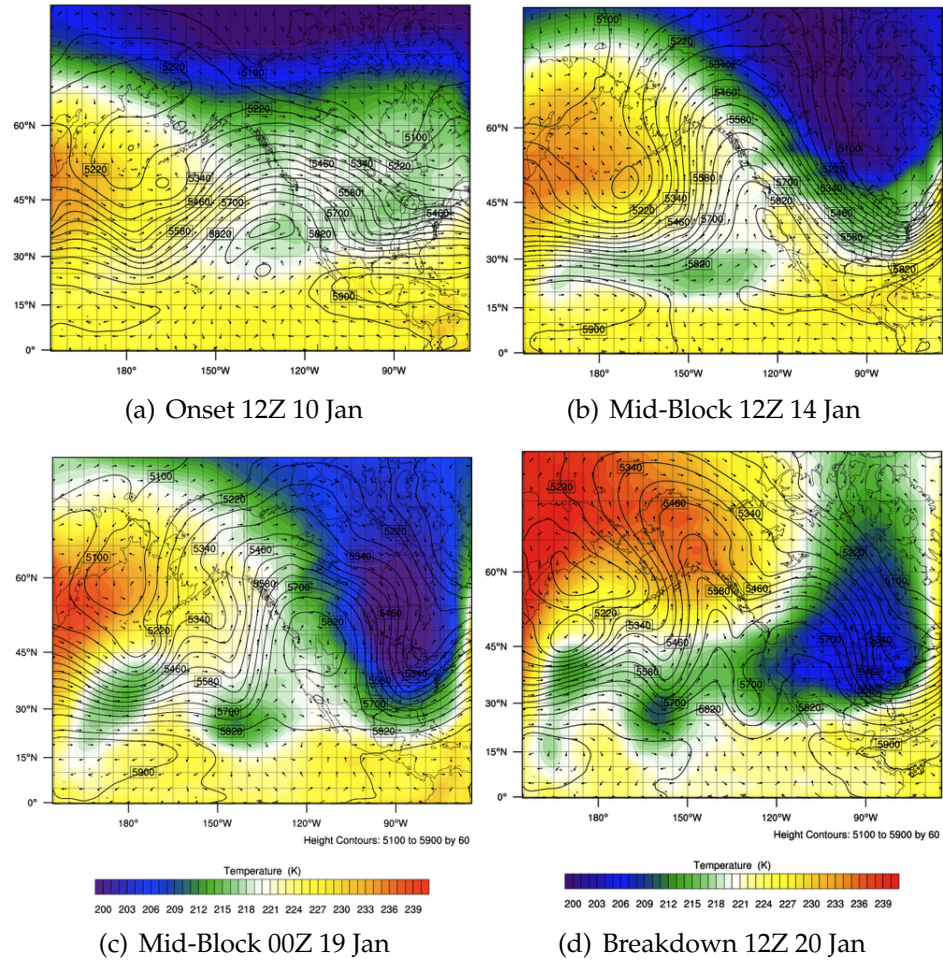 5220 5100 5220 5100
60°N
5220 5340 5460 5340 5220
45°N 5460 5700 5580 5700 5460
30°N 5580 5820 5820
15°N 5900
0°
180° 150°W 120°W 90°W
(a) Onset 12Z 10 Jan
5100 5220 5340 5460
60°N 5580 5100
5580 5700 5220
45°N 5220 5340 5460 5700 5820 5340 5460
5580
30°N 5820 5820
15°N
5900
0°
180° 150°W 120°W 90°W
(b) Mid-Block 12Z 14 Jan
5100 5220
5340 5460 5220
5100 5340
60°N 5580 5700
5220 5340 5820 5460
45°N 5460 5580 5580 5340
30°N 5700 5700
5820 5820
15°N 5900
0°
180° 150°W 120°W 90°W
Height Contours: 5100 to 5900 by 60
Temperature (K)
200 203 206 209 212 215 218 221 224 227 230 233 236 239
(c) Mid-Block 00Z 19 Jan
5340
5220 5460 5340
5220
60°N 5580 5460 5100
5220 5340
45°N 5460 5700 5340
5580 5700 5460
5580
30°N 5700 5820 5820
15°N 5900
0°
180° 150°W 120°W 90°W
Height Contours: 5100 to 5900 by 60
Temperature (K)
200 203 206 209 212 215 218 221 224 227 230 233 236 239
(d) Breakdown 12Z 20 Jan